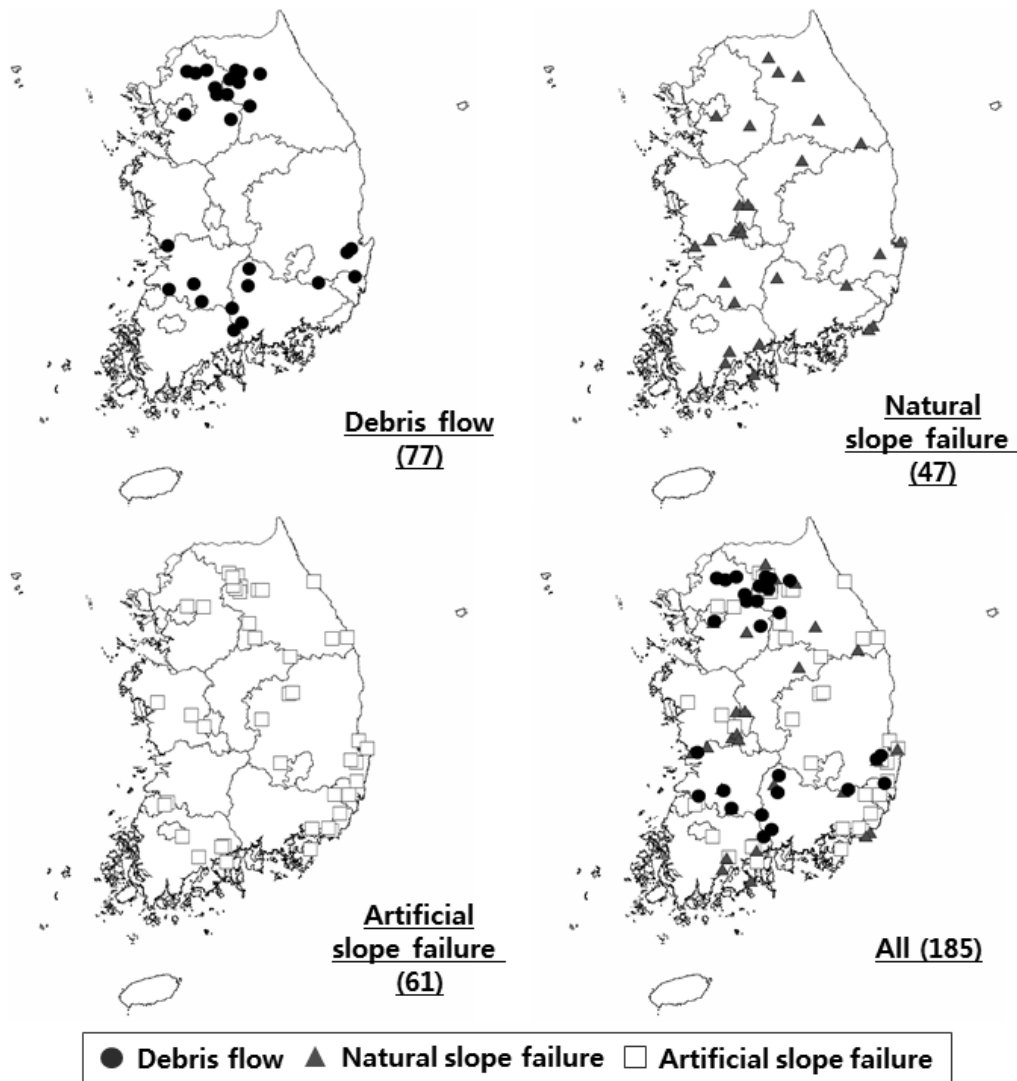 Debris flow
(77)
Natural
slope failure
(47)
Artificial
slope failure
(61)
All (185)
Debris flow Natural slope failure Artificial slope failure